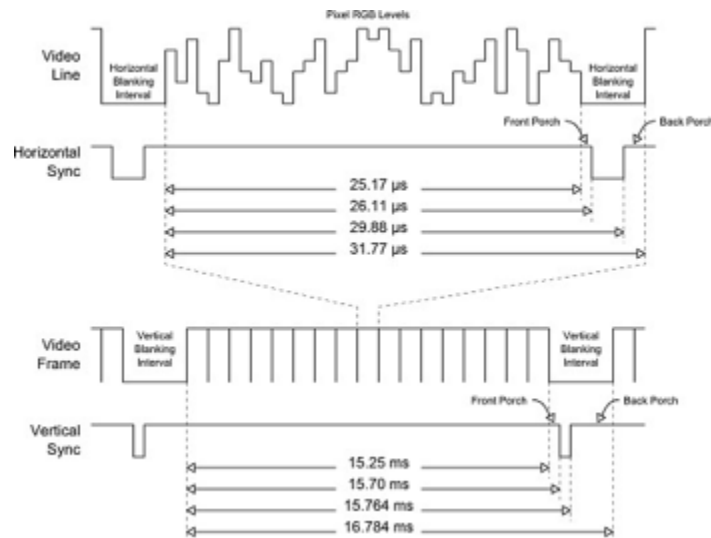 Pixel RGB Levels
Video
Line
Horizontal
Blanking
Interval
Horizontal
Blanking
Interval
Front Porch
Back Porch
Horizontal
Sync
25.17 µs
26.11 µs
29.88 µs
31.77 µs
Video
Frame
Vertical
Blanking
Interval
Vertical
Blanking
Interval
Front Porch
Back Porch
Vertical
Sync
15.25 ms
15.70 ms
15.764 ms
16.784 ms